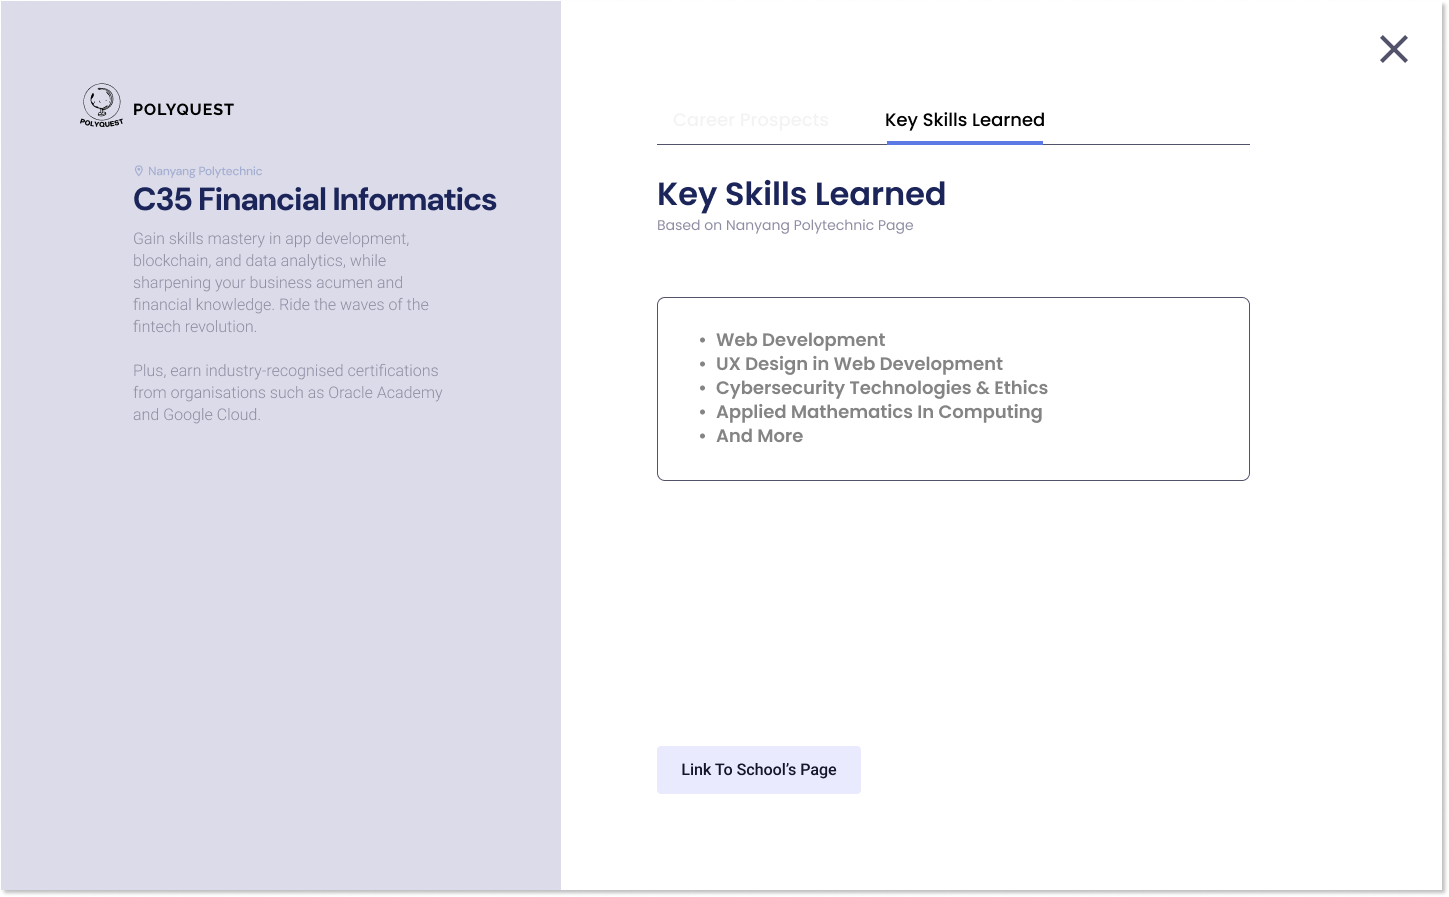 POLYQUEST
POLYQUEST
Nanyang Polytechnic
C35 Financial Informatics
Gain skills mastery in app development,
blockchain, and data analytics, while
sharpening your business acumen and
financial knowledge. Ride the waves of the
fintech revolution.
Plus, earn industry-recognised certifications
from organisations such as Oracle Academy
and Google Cloud.
Career Prospects
Key Skills Learned
Key Skills Learned
Based on Nanyang Polytechnic Page
• Web Development
• UX Design in Web Development
• Cybersecurity Technologies & Ethics
• Applied Mathematics In Computing
• And More
Link To School’s Page